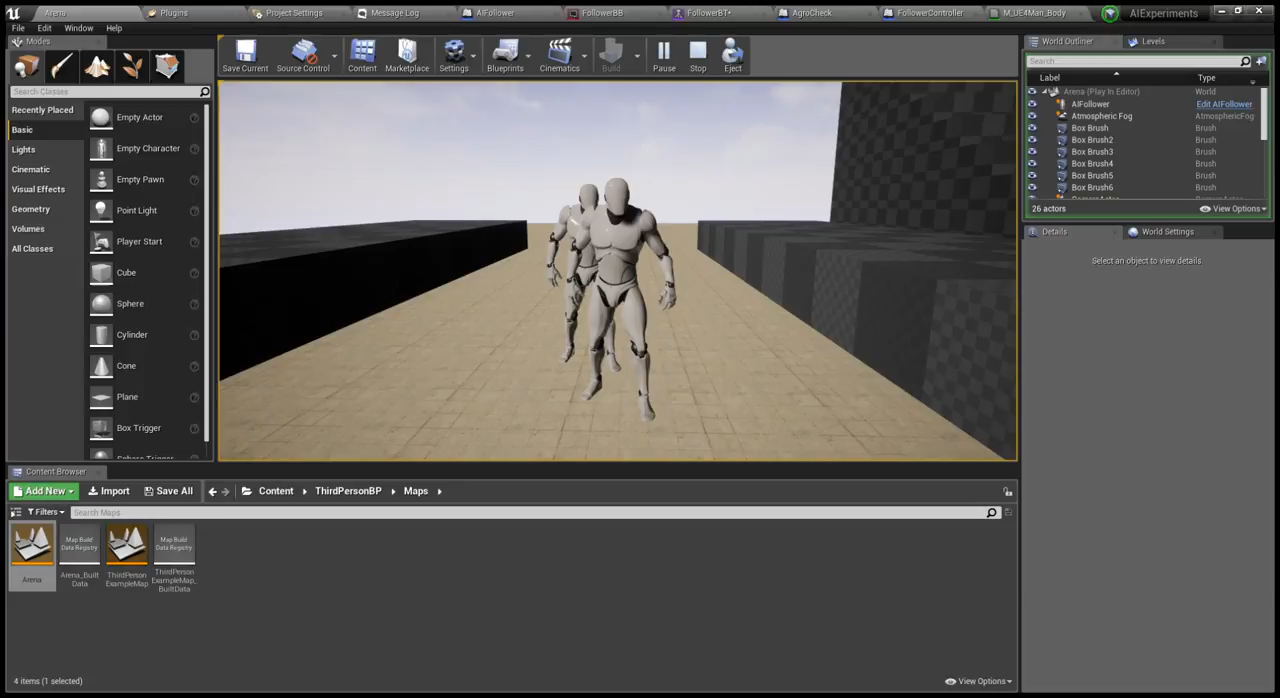 Arena
Plugins
Project Settings
Message Log
AIFollower
FollowerBB
FollowerBT*
AgroCheck
FollowerController
M_UE4Man_Body
AIExperiments
File Edit Window Help
Modes
Search Classes
Recently Placed
Basic
Lights
Cinematic
Visual Effects
Geometry
Volumes
All Classes
Empty Actor
Empty Character
Empty Pawn
Point Light
Player Start
Cube
Sphere
Cylinder
Cone
Plane
Box Trigger
Sphere Trigger
Save Current
Source Control
Content
Marketplace
Settings
Blueprints
Cinematics
Build
Pause
Stop
Eject
World Outliner
Levels
Search...
Label Type
Arena (Play In Editor) World
AIFollower Edit AIFollower
Atmospheric Fog AtmosphericFog
Box Brush Brush
Box Brush2 Brush
Box Brush3 Brush
Box Brush4 Brush
Box Brush5 Brush
Box Brush6 Brush
26 actors
View Options
Details
World Settings
Select an object to view details.
Content Browser
Add New
Import
Save All
Content
ThirdPersonBP
Maps
Filters
Search Maps
Arena
Map Build
Data Registry
Arena_Built
Data
ThirdPerson
ExampleMap
Map Build
Data Registry
ThirdPerson
ExampleMap_
BuiltData
4 items (1 selected)
View Options